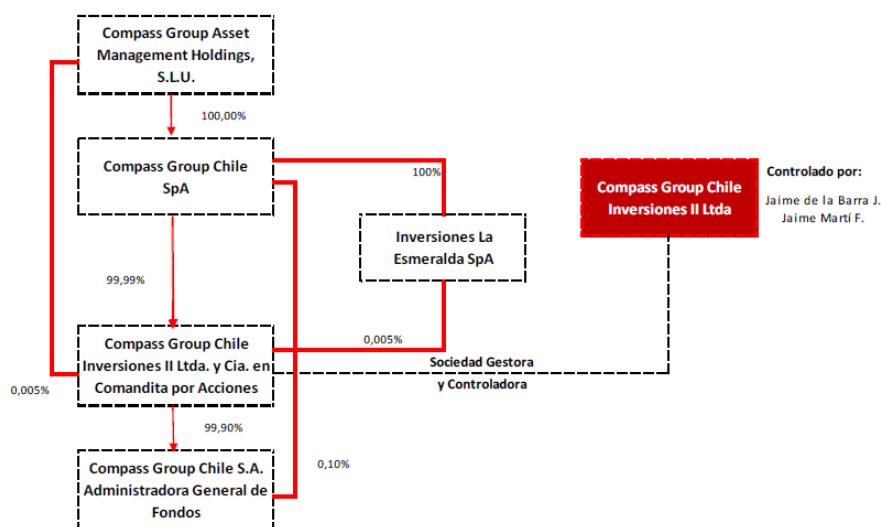 Compass Group Asset
Management Holdings,
S.L.U.
100,00%
Compass Group Chile
SpA
100%
Compass Group Chile
Inversiones II Ltda
Controlado por:
Jaime de la Barra J.
Jaime Martí F.
Inversiones La
Esmeralda SpA
99,99%
Compass Group Chile
Inversiones II Ltda. y Cia. en
Comandita por Acciones
0,005%
Sociedad Gestora
y Controladora
0,005%
99,90%
Compass Group Chile S.A.
Administradora General de
Fondos
0,10%